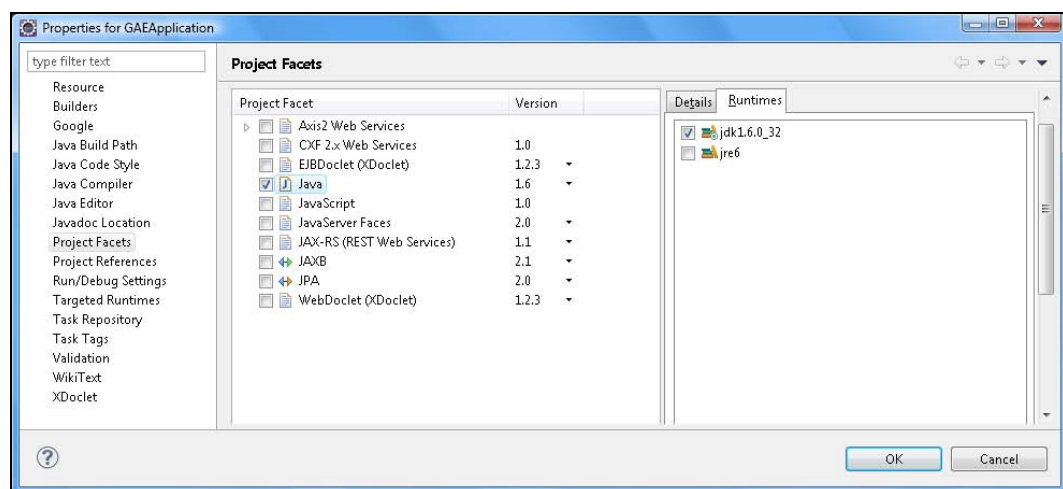 Properties for GAEApplication
type filter text
Resource
Builders
Google
Java Build Path
Java Code Style
Java Compiler
Java Editor
Javadoc Location
Project Facets
Project References
Run/Debug Settings
Targeted Runtimes
Task Repository
Task Tags
Validation
WikiText
XDoclet
Project Facets
Project Facet Version
Axis2 Web Services
CXF 2.x Web Services 1.0
EJBDoclet (XDoclet) 1.2.3
Java 1.6
JavaScript 1.0
JavaServer Faces 2.0
JAX-RS (REST Web Services) 1.1
JAXB 2.1
JPA 2.0
WebDoclet (XDoclet) 1.2.3
Details Runtimes
jdk1.6.0_32
jre6
OK Cancel